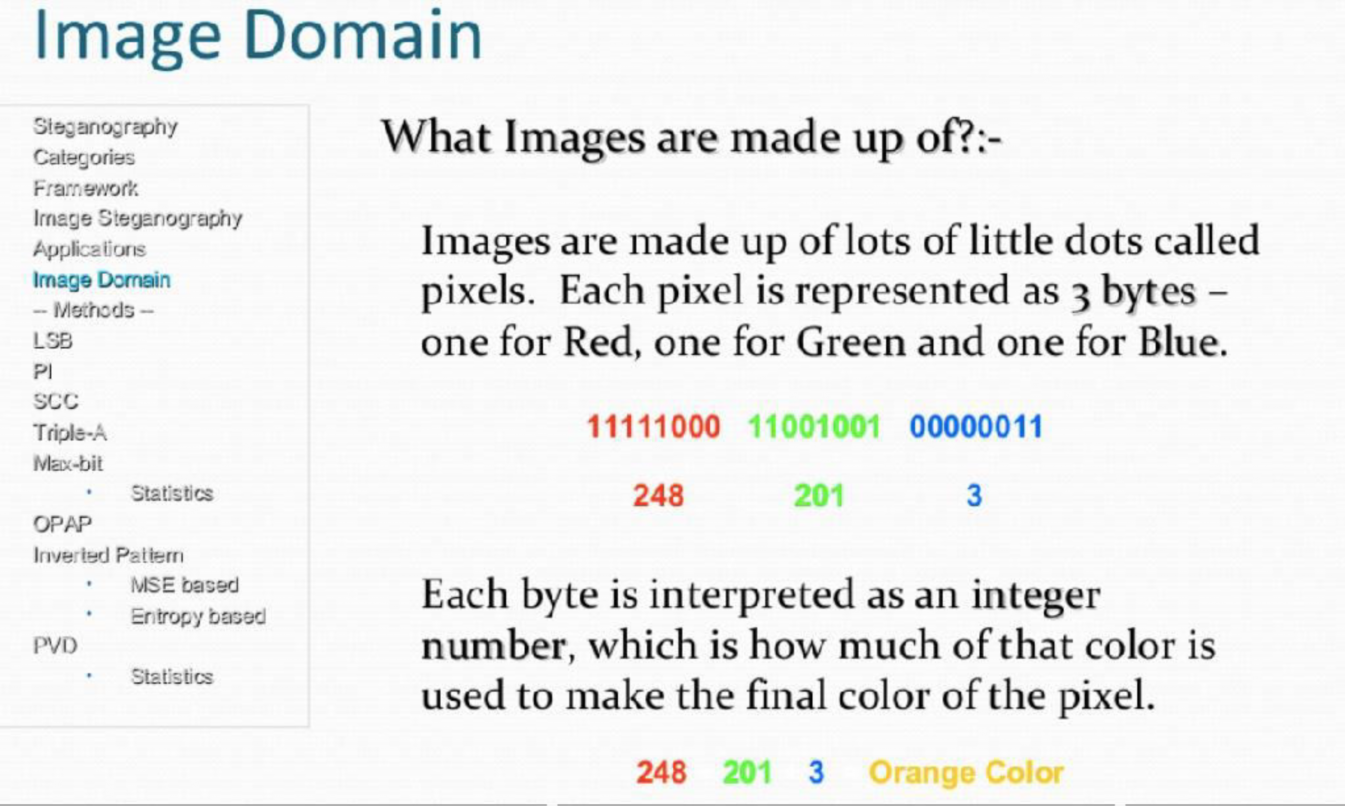 Image Domain
Steganography
Categories
Framework
Image Steganography
Applications
Image Domain
-- Methods --
LSB
PI
SCC
Triple-A
Max-bit
• Statistics
OPAP
Inverted Pattern
• MSE based
• Entropy based
PVD
• Statistics
What Images are made up of?:-
Images are made up of lots of little dots called
pixels. Each pixel is represented as 3 bytes –
one for Red, one for Green and one for Blue.
11111000 11001001 00000011
248 201 3
Each byte is interpreted as an integer
number, which is how much of that color is
used to make the final color of the pixel.
248 201 3 Orange Color